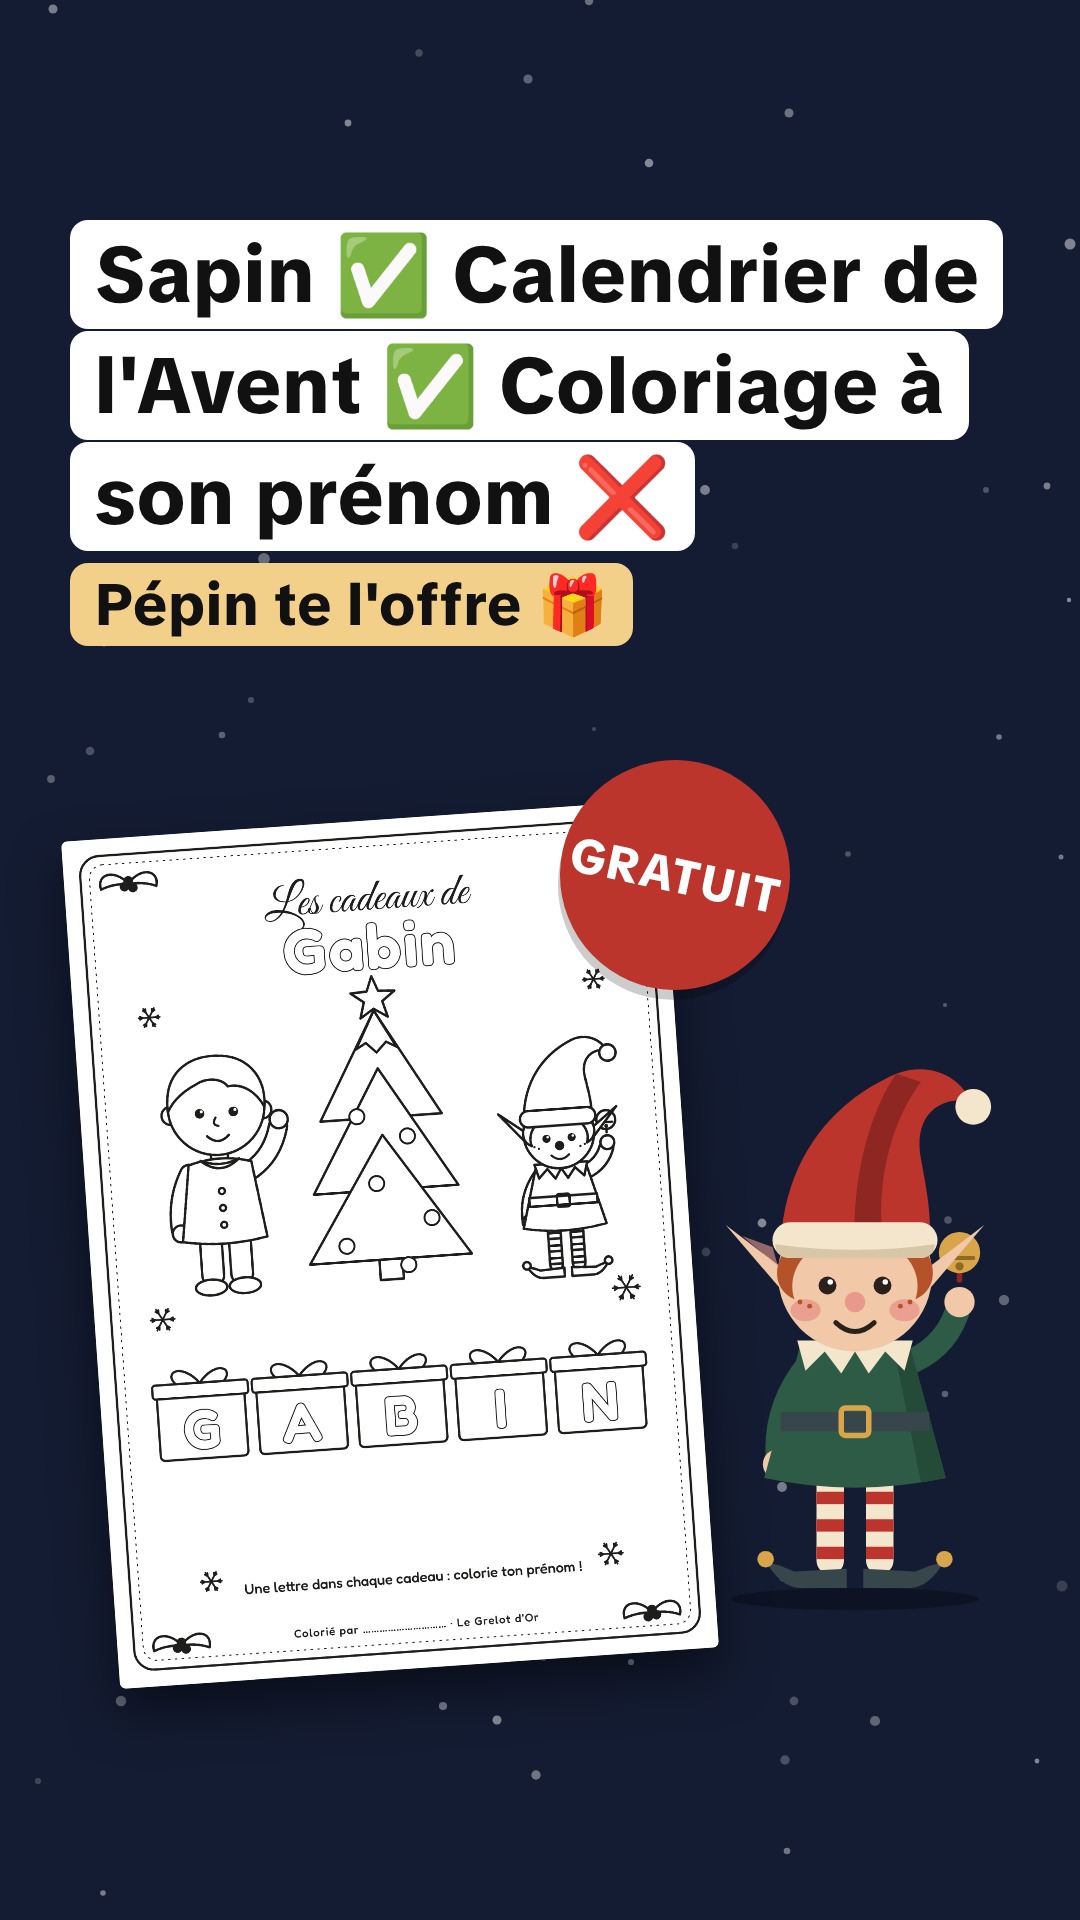 Sapin ✅ Calendrier de
l'Avent ✅ Coloriage à
son prénom ❌
Pépin te l'offre 🎁
GRATUIT
Les cadeaux de
Gabin
G A B I N
Une lettre dans chaque cadeau : colorie ton prénom !
Colorié par .............................. · Le Grelot d'Or